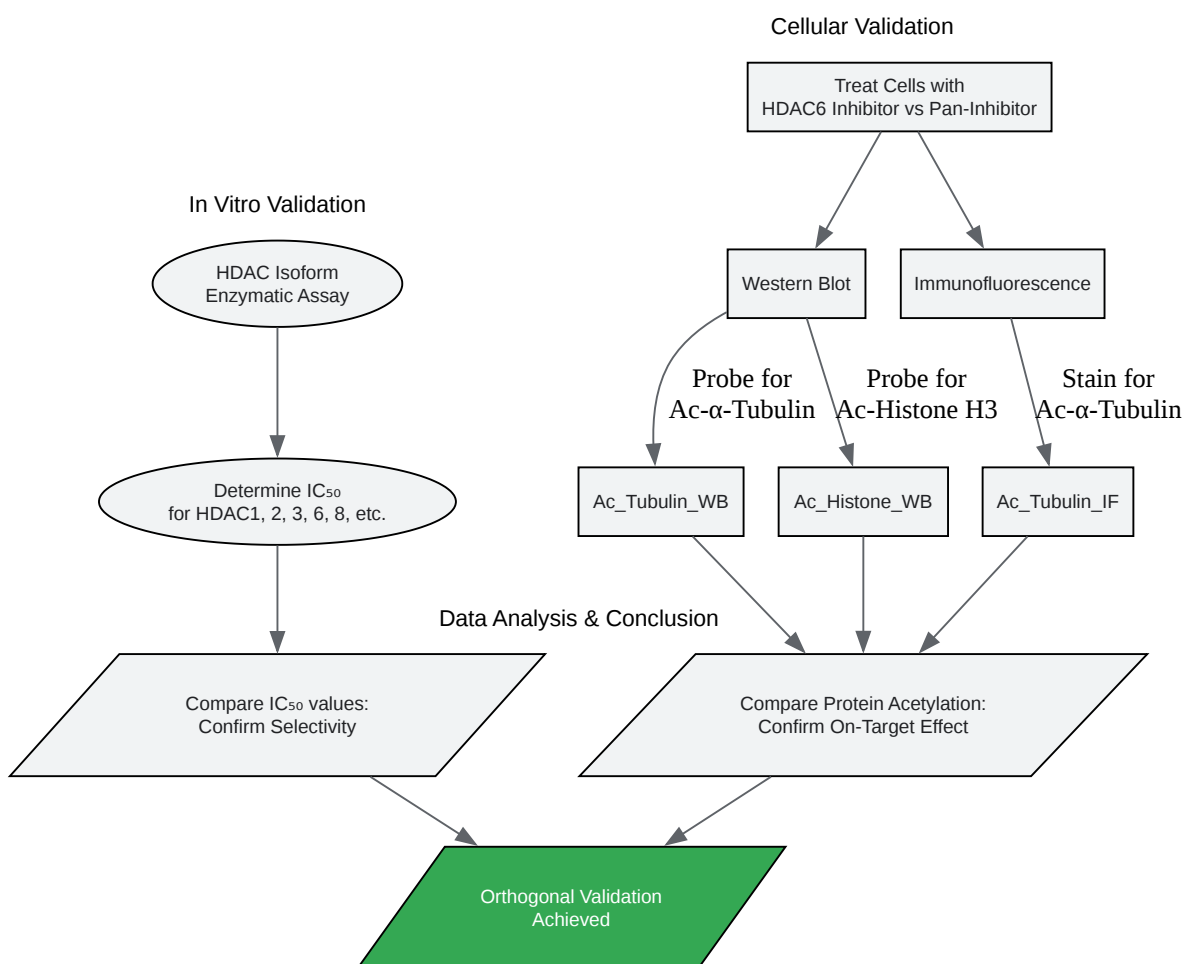 Cellular Validation
Treat Cells with
HDAC6 Inhibitor vs Pan-Inhibitor
In Vitro Validation
HDAC Isoform
Enzymatic Assay
Western Blot
Immunofluorescence
Probe for
Ac-α-Tubulin
Probe for
Ac-Histone H3
Stain for
Ac-α-Tubulin
Determine IC₅₀
for HDAC1, 2, 3, 6, 8, etc.
Ac_Tubulin_WB
Ac_Histone_WB
Ac_Tubulin_IF
Data Analysis & Conclusion
Compare IC₅₀ values:
Confirm Selectivity
Compare Protein Acetylation:
Confirm On-Target Effect
Orthogonal Validation
Achieved